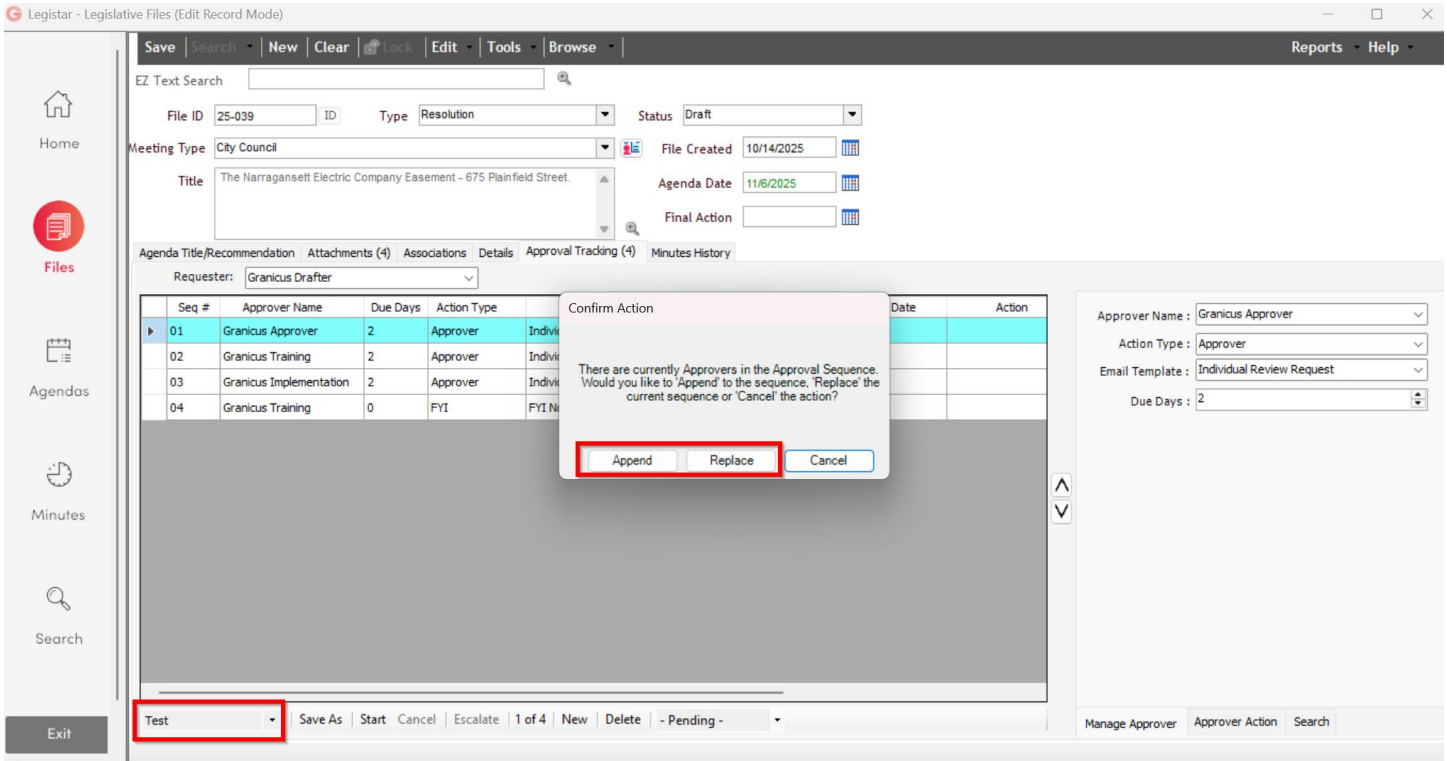 Legistar - Legislative Files (Edit Record Mode)
Save Search New Clear Lock Edit Tools Browse Reports Help
EZ Text Search
File ID 25-039 ID Type Resolution Status Draft
Meeting Type City Council File Created 10/14/2025
Title The Narragansett Electric Company Easement - 675 Plainfield Street. Agenda Date 11/6/2025
Final Action
Agenda Title/Recommendation Attachments (4) Associations Details Approval Tracking (4) Minutes History
Requester: Granicus Drafter
Seq # Approver Name Due Days Action Type Date Action
01 Granicus Approver 2 Approver
02 Granicus Training 2 Approver
03 Granicus Implementation 2 Approver
04 Granicus Training 0 FYI FYI
Confirm Action
There are currently Approvers in the Approval Sequence.
Would you like to 'Append' to the sequence, 'Replace' the
current sequence or 'Cancel' the action?
Append Replace Cancel
Approver Name : Granicus Approver
Action Type : Approver
Email Template : Individual Review Request
Due Days : 2
Home
Files
Agendas
Minutes
Search
Exit
Test Save As Start Cancel Escalate 1 of 4 New Delete - Pending -
Manage Approver Approver Action Search